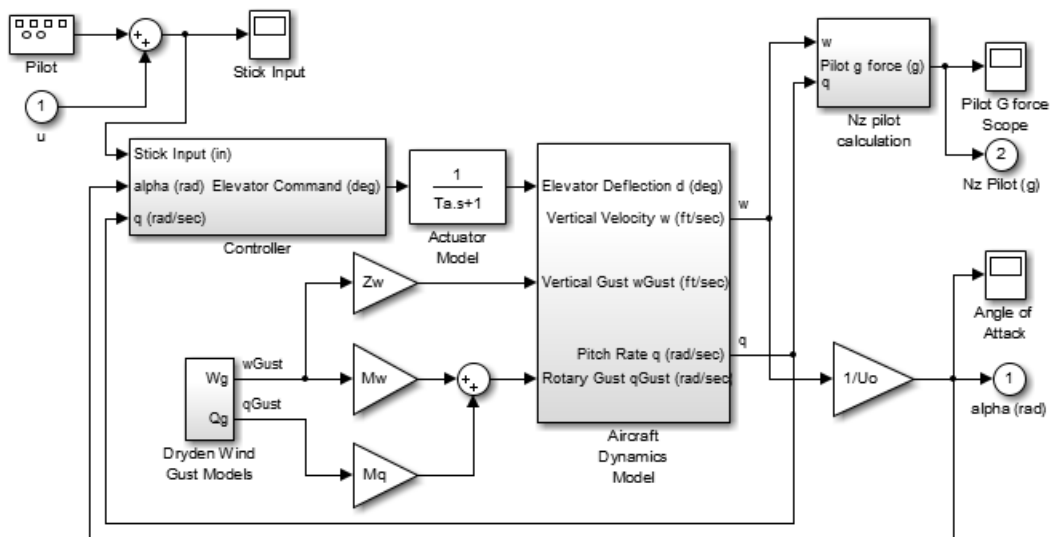 Pilot
+
+
Stick Input
1
u
Stick Input (in)
alpha (rad)
Elevator Command (deg)
q (rad/sec)
Controller
1
Ta.s+1
Actuator
Model
Elevator Deflection d (deg)
Vertical Velocity w (ft/sec)
Vertical Gust wGust (ft/sec)
Pitch Rate q (rad/sec)
Rotary Gust qGust (rad/sec)
Aircraft
Dynamics
Model
w
q
w
Pilot g force (g)
q
Nz pilot
calculation
Pilot G force
Scope
2
Nz Pilot (g)
Angle of
Attack
1/Uo
1
alpha (rad)
Zw
Mw
Mq
+
+
wGust
qGust
Wg
Qg
Dryden Wind
Gust Models